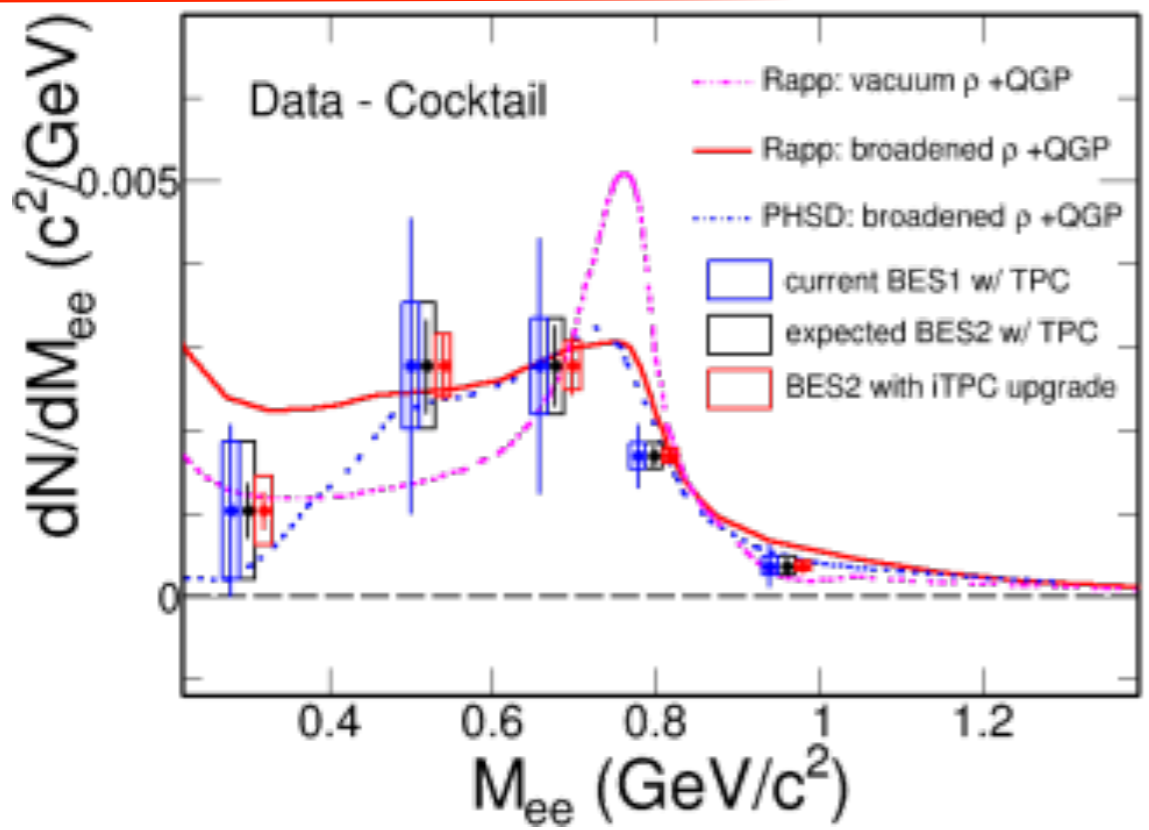 dN/dM_ee (c²/GeV)
Data - Cocktail
Rapp: vacuum ρ +QGP
Rapp: broadened ρ +QGP
PHSD: broadened ρ +QGP
current BES1 w/ TPC
expected BES2 w/ TPC
BES2 with iTPC upgrade
0.005
0
0.4 0.6 0.8 1 1.2
M_ee (GeV/c²)